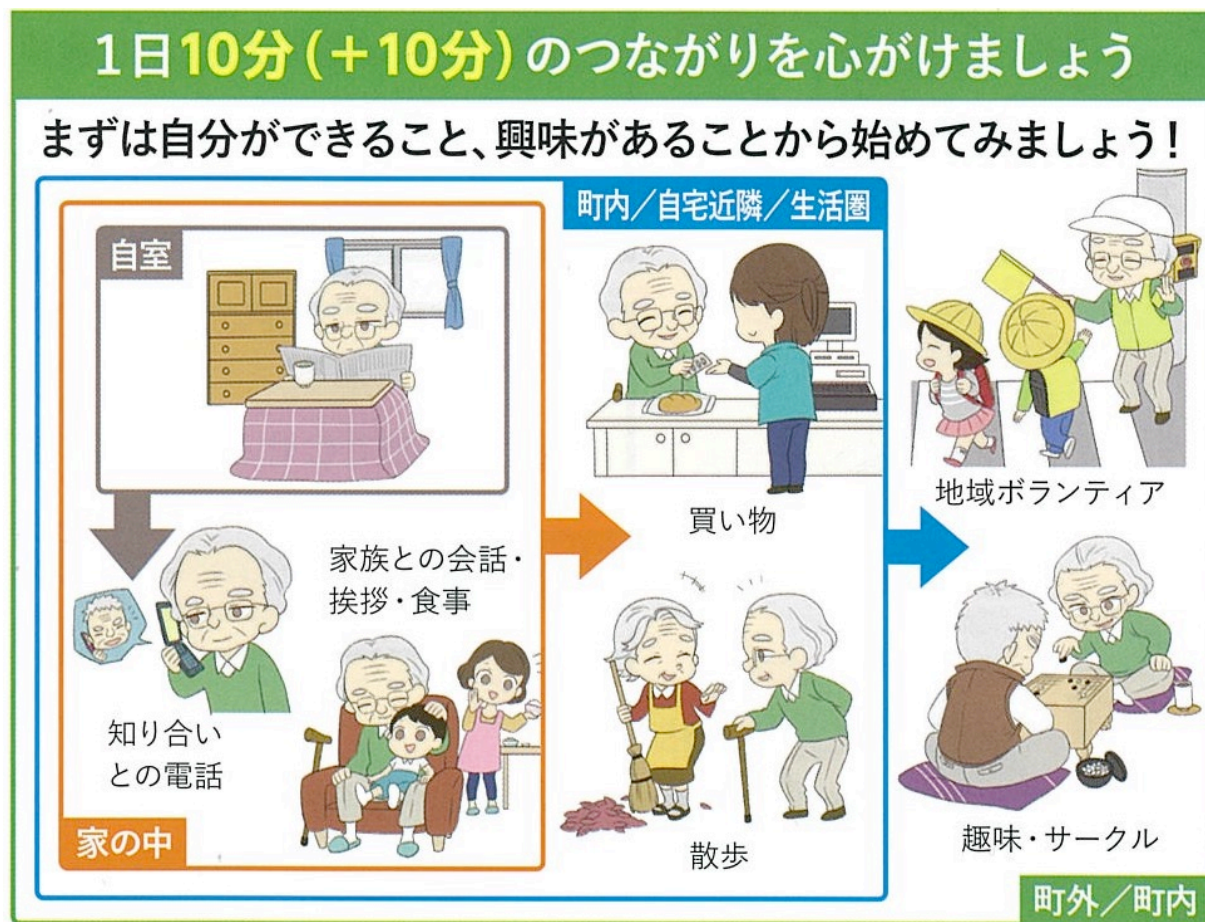 1日10分(+10分)のつながりを心がけましょう
まずは自分ができること、興味があることから始めてみましょう!
町内/自宅近隣/生活圏
自室
買い物
地域ボランティア
家族との会話・
挨拶・食事
知り合い
との電話
家の中
散歩
趣味・サークル
町外/町内